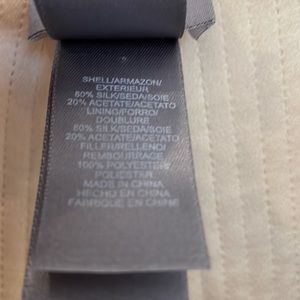 SHELL/ARMAZON/
EXTERIEUR
80% SILK/SEDA/SOIE
20% ACETATE/ACETATO
LINING/FORRO/
DOUBLURE
80% SILK/SEDA/SOIE
20% ACETATE/ACETATO
FILLER/RELLENO/
REMBOURRAGE
100% POLYESTER/
POLIESTER
MADE IN CHINA
HECHO EN CHINA
FABRIQUE EN CHINE